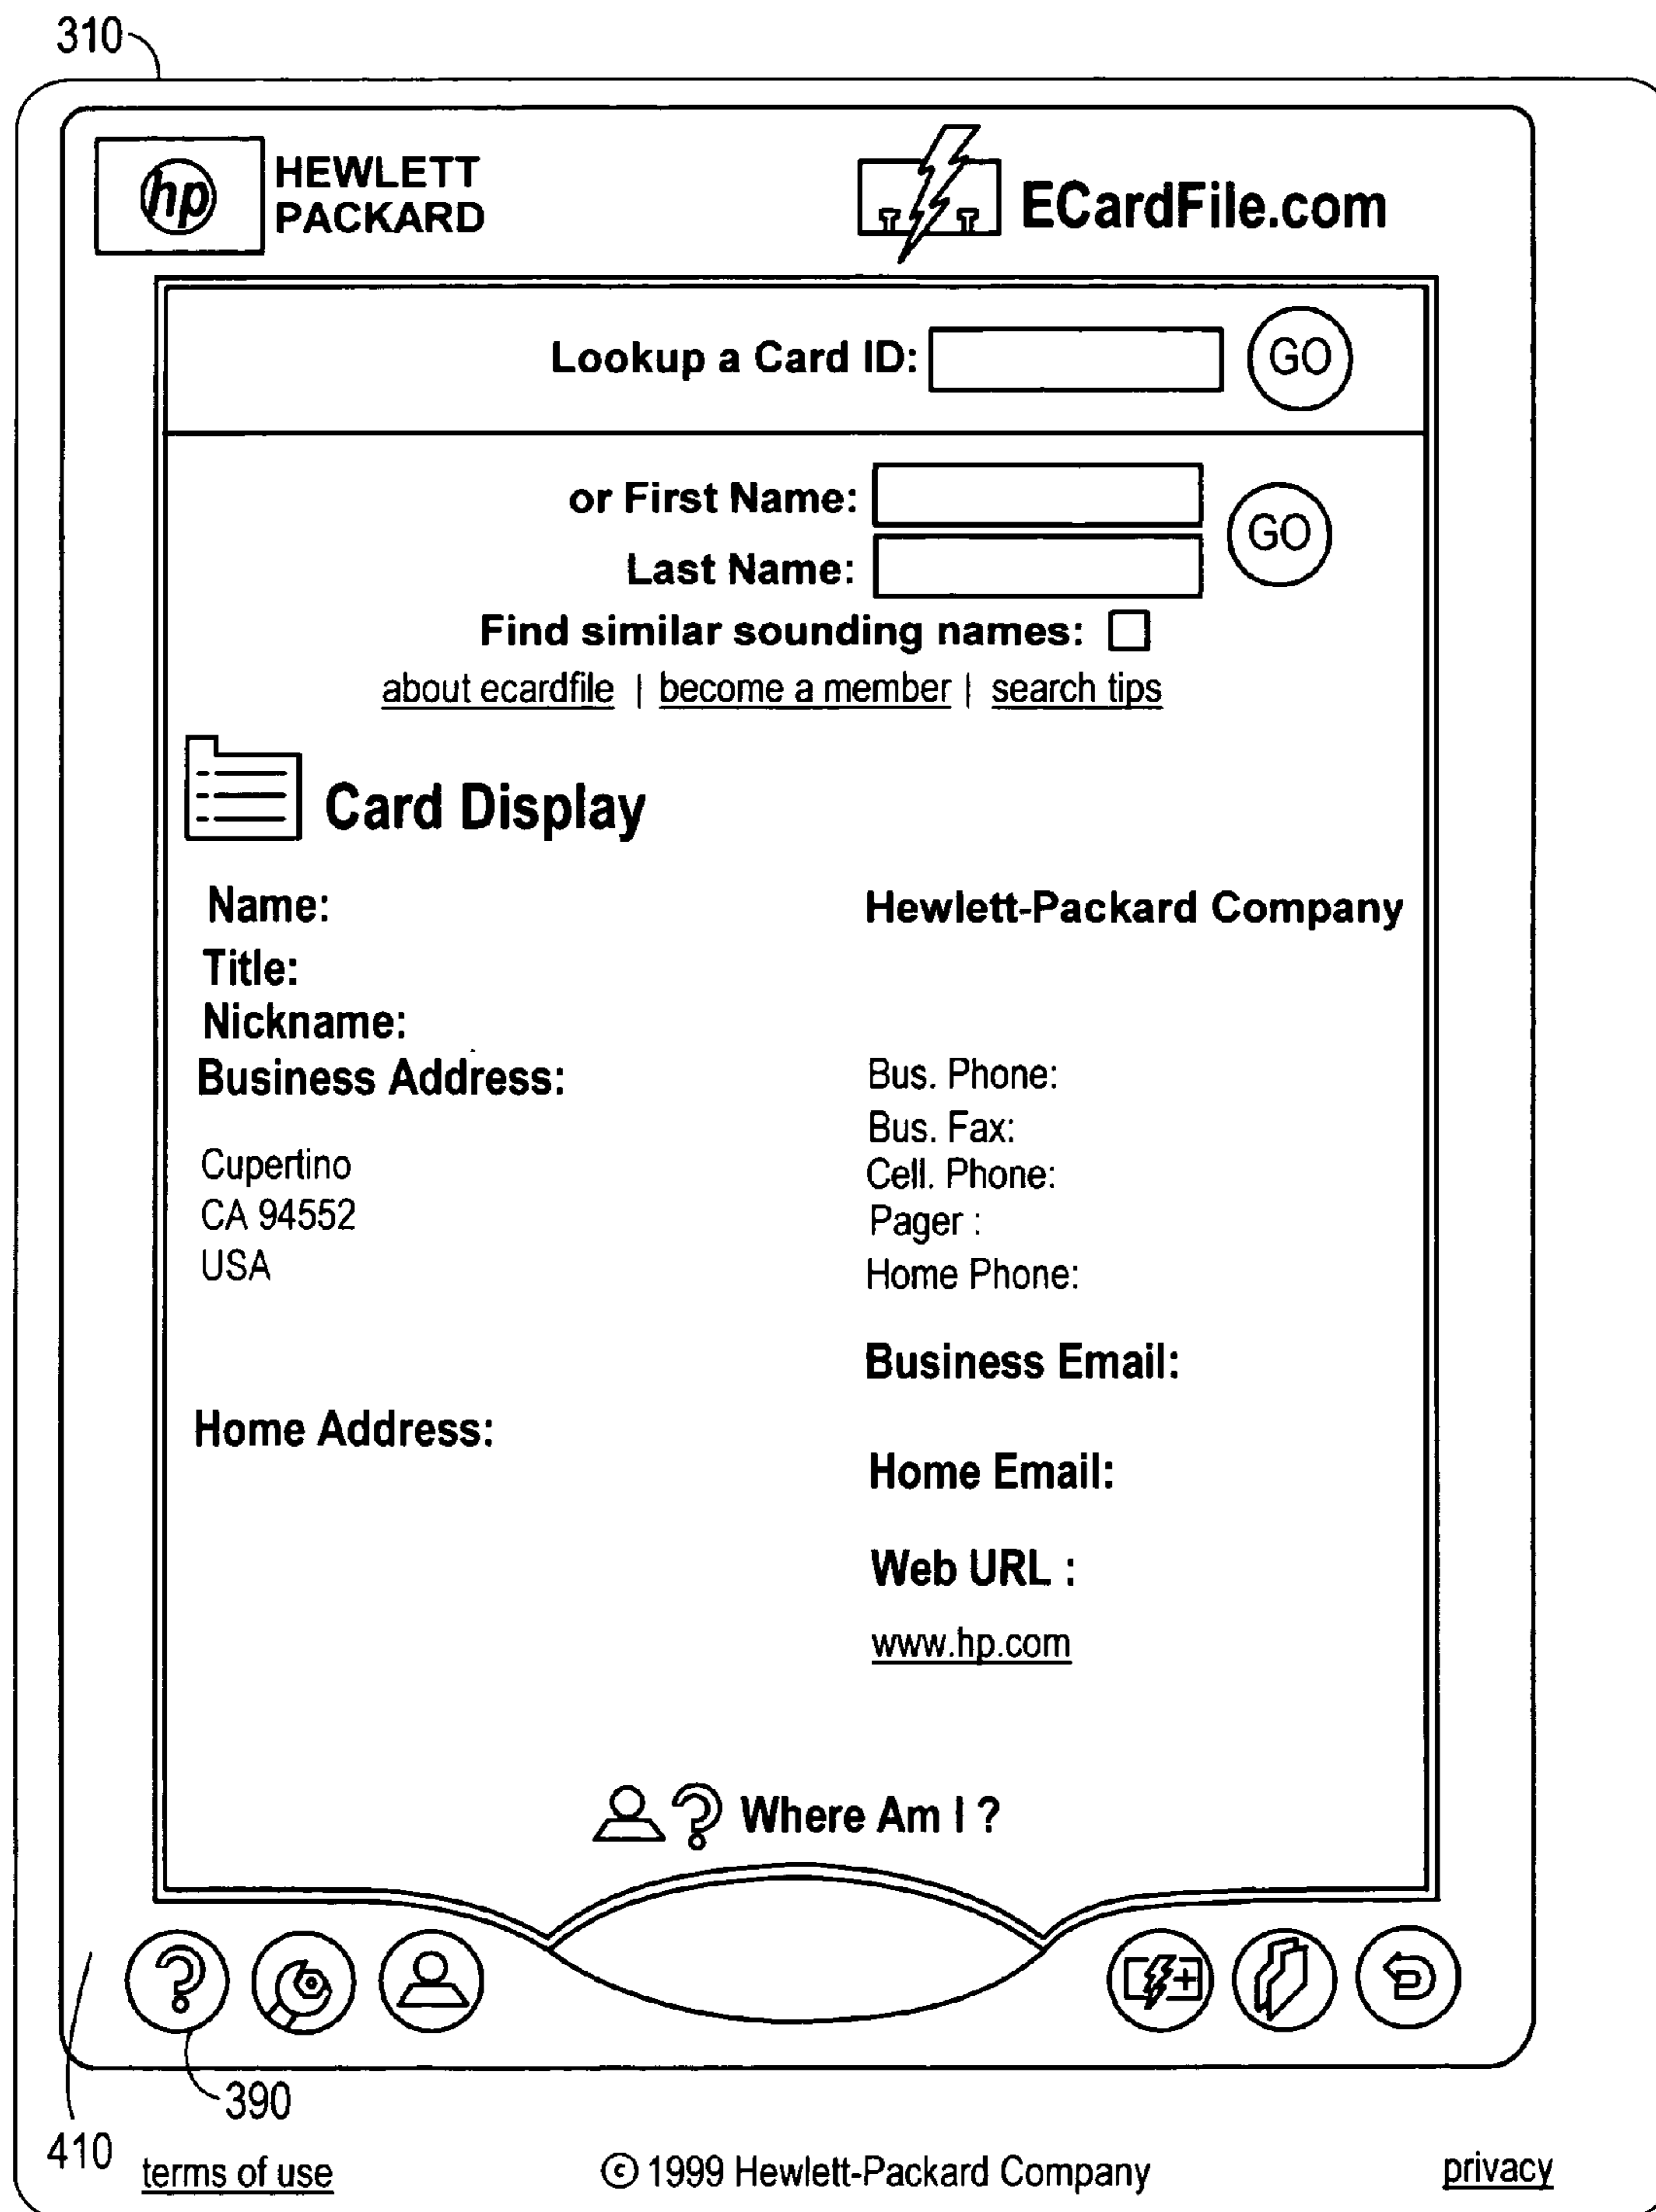 310
hp HEWLETT
PACKARD
ECardFile.com
Lookup a Card ID: GO
or First Name:
GO
Last Name:
Find similar sounding names:
about ecardfile | become a member | search tips
Card Display
Name:
Title:
Nickname:
Business Address:
Cupertino
CA 94552
USA
Home Address:
Hewlett-Packard Company
Bus. Phone:
Bus. Fax:
Cell. Phone:
Pager :
Home Phone:
Business Email:
Home Email:
Web URL :
www.hp.com
? Where Am I ?
?
390
410
terms of use © 1999 Hewlett-Packard Company privacy